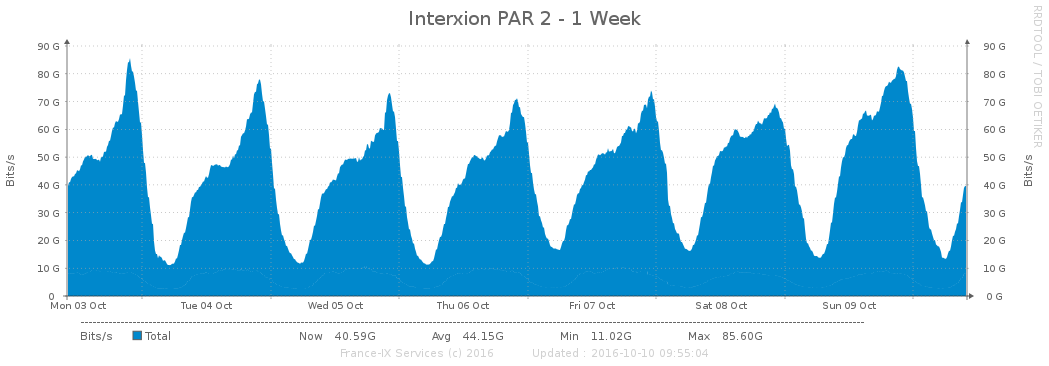 Interxion PAR 2 - 1 Week
RRDTOOL / TOBI OETIKER
Bits/s
90 G
80 G
70 G
60 G
50 G
40 G
30 G
20 G
10 G
0
90 G
80 G
70 G
60 G
50 G
40 G
30 G
20 G
10 G
0 G
Bits/s
Mon 03 Oct Tue 04 Oct Wed 05 Oct Thu 06 Oct Fri 07 Oct Sat 08 Oct Sun 09 Oct
Bits/s Total Now 40.59G Avg 44.15G Min 11.02G Max 85.60G
France-IX Services (c) 2016 Updated : 2016-10-10 09:55:04